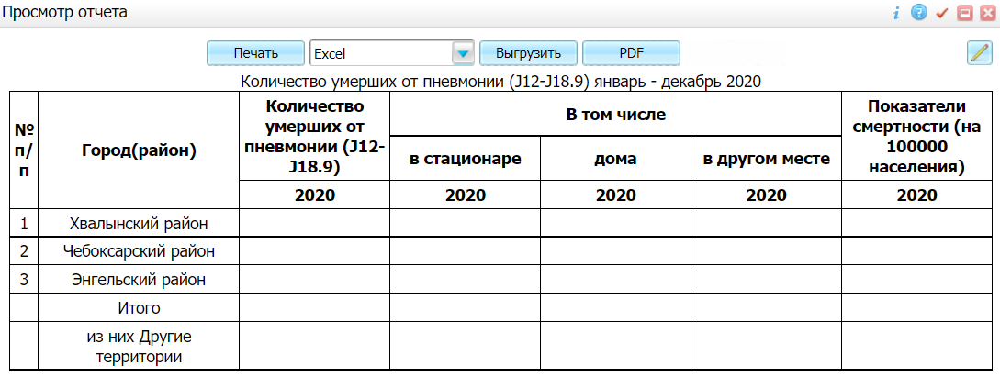 Просмотр отчета
Печать
Excel
Выгрузить
PDF
Количество умерших от пневмонии (J12-J18.9) январь - декабрь 2020
№
п/
п
Город(район)
Количество
умерших от
пневмонии (J12-
J18.9)
В том числе
Показатели
смертности (на
100000
населения)
в стационаре
дома
в другом месте
2020
2020
2020
2020
2020
1
Хвалынский район
2
Чебоксарский район
3
Энгельский район
Итого
из них Другие
территории